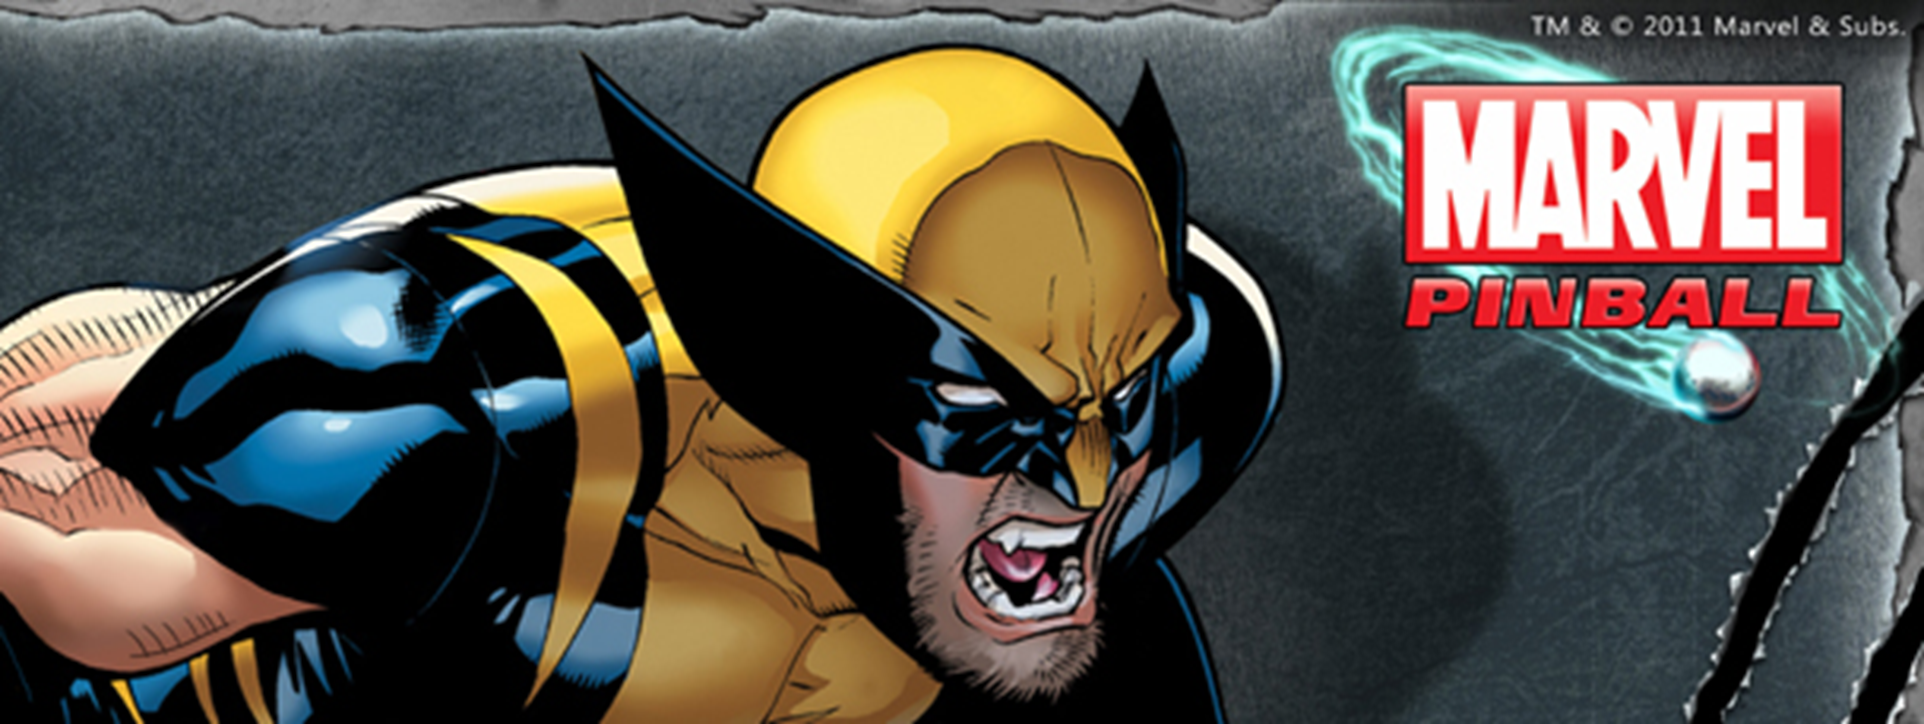 TM & © 2011 Marvel & Subs.
MARVEL
PINBALL